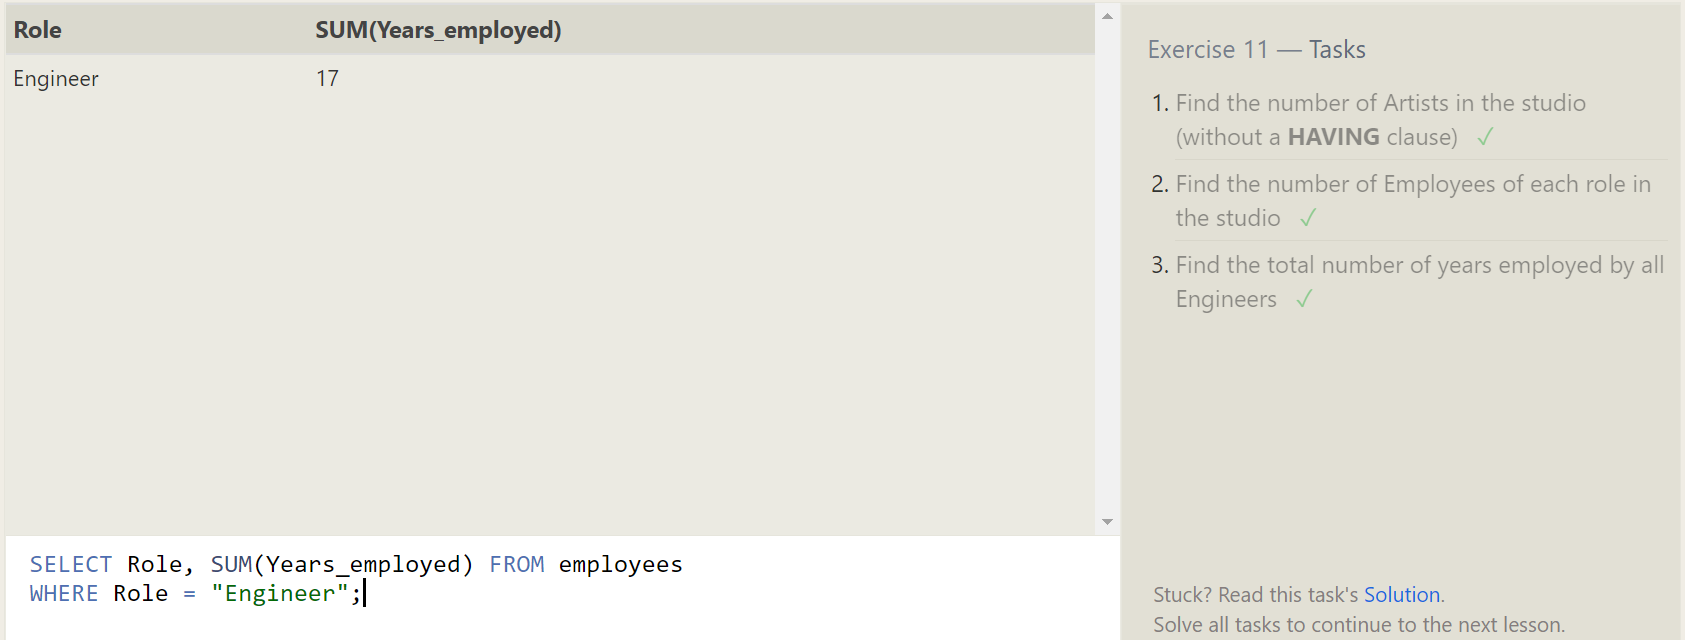 Role SUM(Years_employed)
Engineer 17
SELECT Role, SUM(Years_employed) FROM employees
WHERE Role = "Engineer";
Exercise 11 — Tasks
1. Find the number of Artists in the studio
(without a HAVING clause) ✓
2. Find the number of Employees of each role in
the studio ✓
3. Find the total number of years employed by all
Engineers ✓
Stuck? Read this task's Solution.
Solve all tasks to continue to the next lesson.